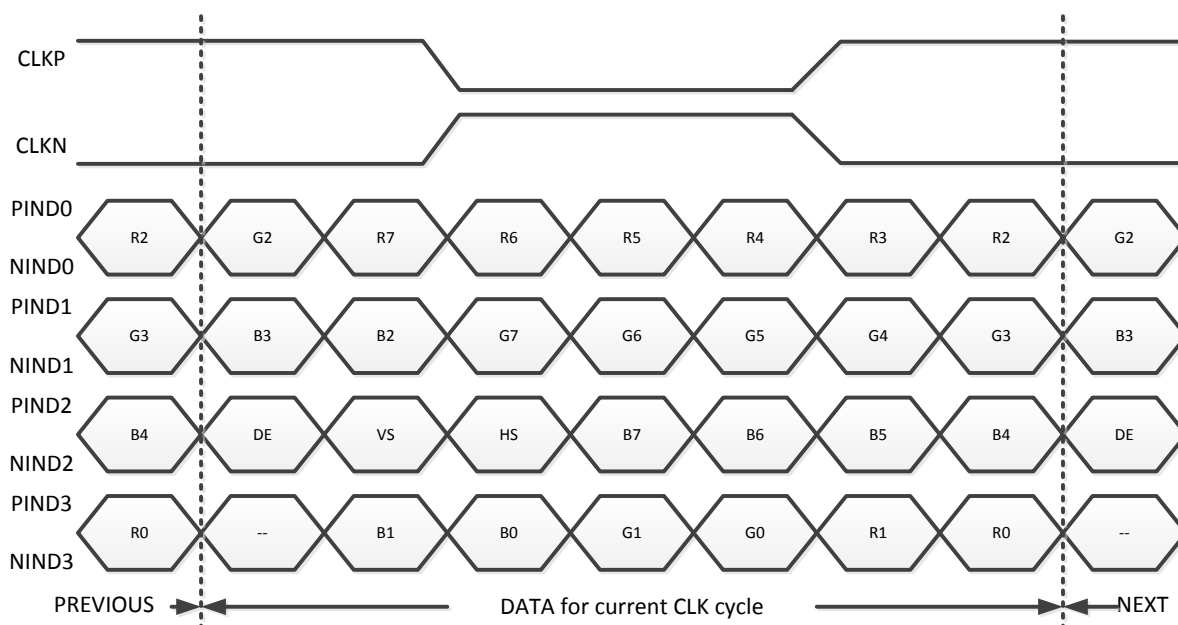 CLKP
CLKN
PIND0
R2 G2 R7 R6 R5 R4 R3 R2 G2
NIND0
PIND1
G3 B3 B2 G7 G6 G5 G4 G3 B3
NIND1
PIND2
B4 DE VS HS B7 B6 B5 B4 DE
NIND2
PIND3
R0 -- B1 B0 G1 G0 R1 R0 --
NIND3
PREVIOUS DATA for current CLK cycle NEXT